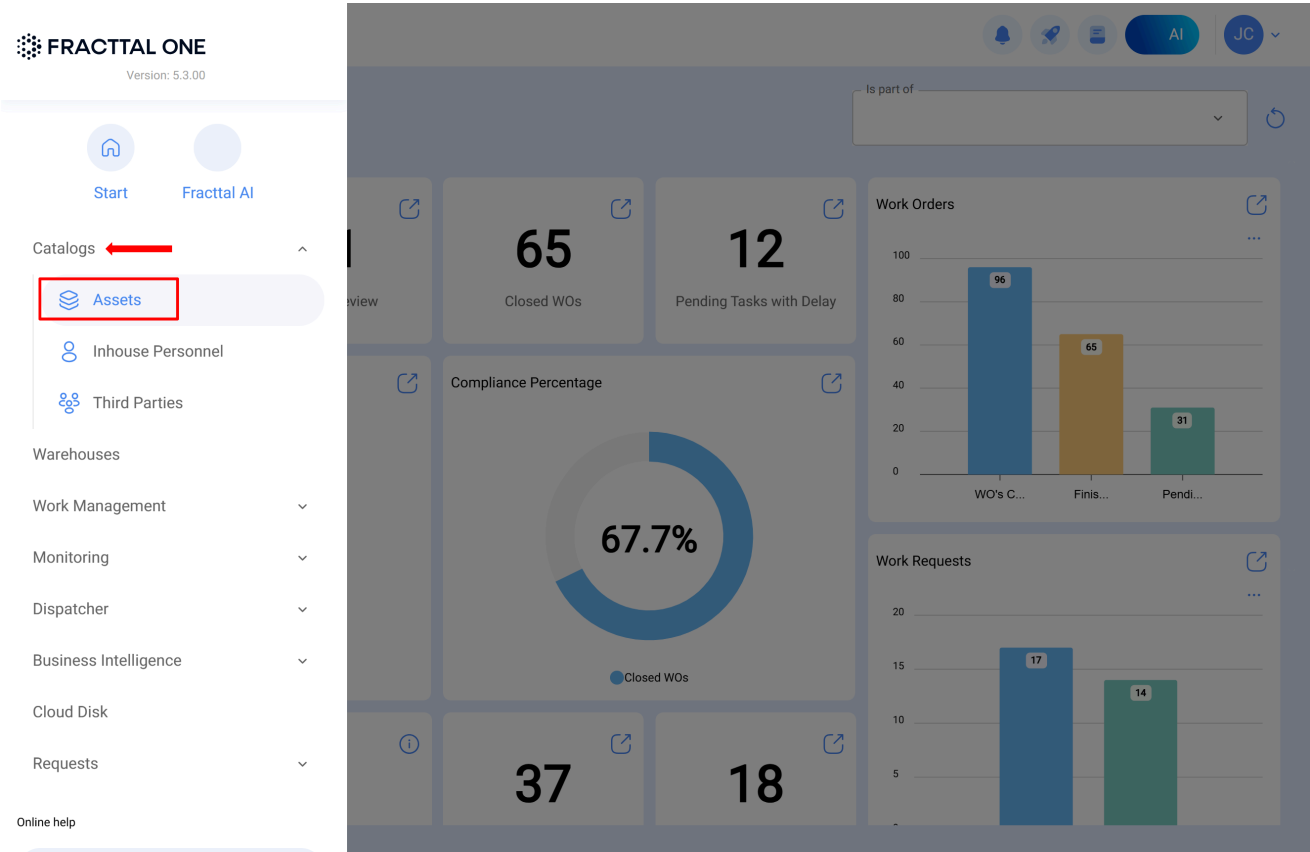 FRACTTAL ONE
Version: 5.3.00
Start
Fracttal AI
Catalogs
Assets
Inhouse Personnel
Third Parties
Warehouses
Work Management
Monitoring
Dispatcher
Business Intelligence
Cloud Disk
Requests
Online help
AI
JC
Is part of
65
Closed WOs
12
Pending Tasks with Delay
Work Orders
...
100
80
60
40
20
0
96
65
31
WO's C...
Finis...
Pendi...
Compliance Percentage
67.7%
Closed WOs
Work Requests
...
20
15
10
5
17
14
37
18